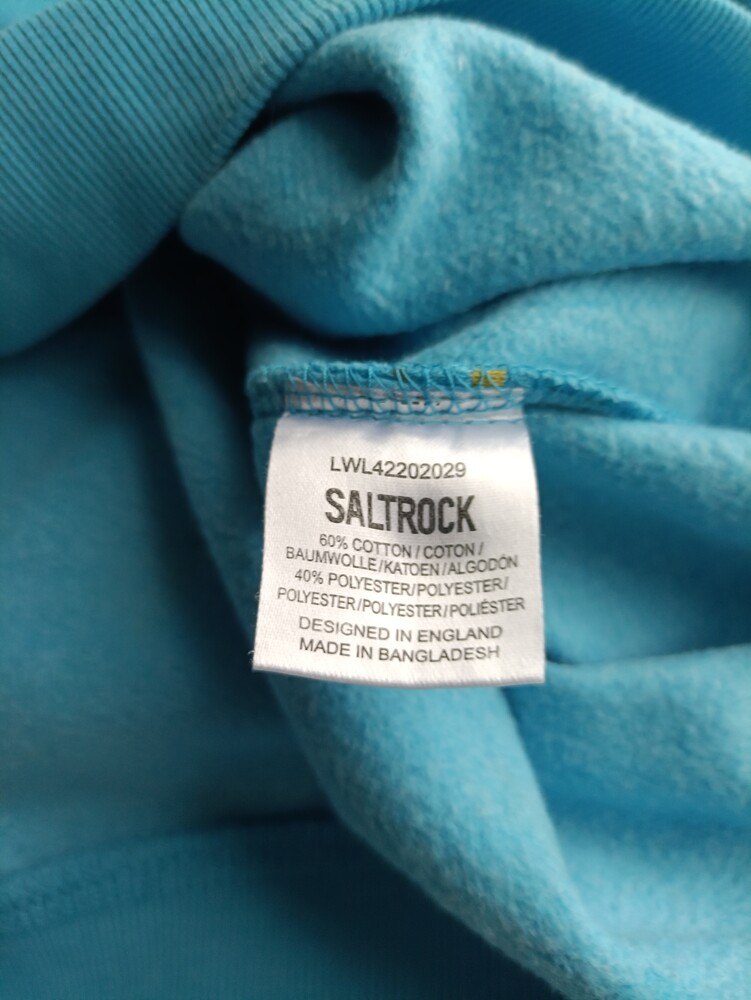 LWL42202029
SALTROCK
60% COTTON / COTON /
BAUMWOLLE/KATOEN/ALGODÓN
40% POLYESTER/POLYESTER/
POLYESTER/POLYESTER/POLIÉSTER
DESIGNED IN ENGLAND
MADE IN BANGLADESH